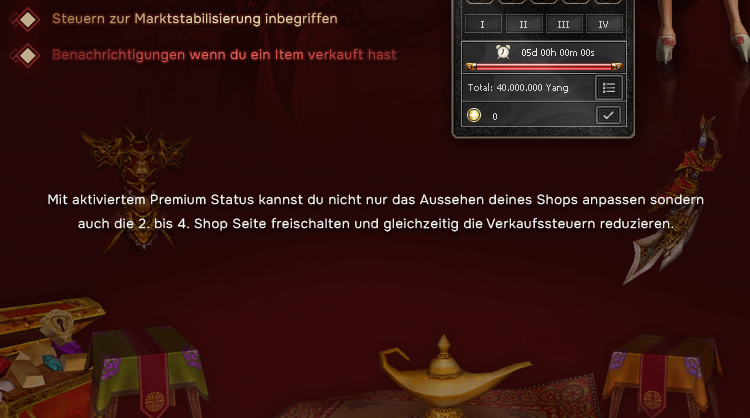 Steuern zur Marktstabilisierung inbegriffen
Benachrichtigungen wenn du ein Item verkauft hast
I II III IV
05d 00h 00m 00s
Total: 40.000.000 Yang
0
Mit aktiviertem Premium Status kannst du nicht nur das Aussehen deines Shops anpassen sondern
auch die 2. bis 4. Shop Seite freischalten und gleichzeitig die Verkaufssteuern reduzieren.